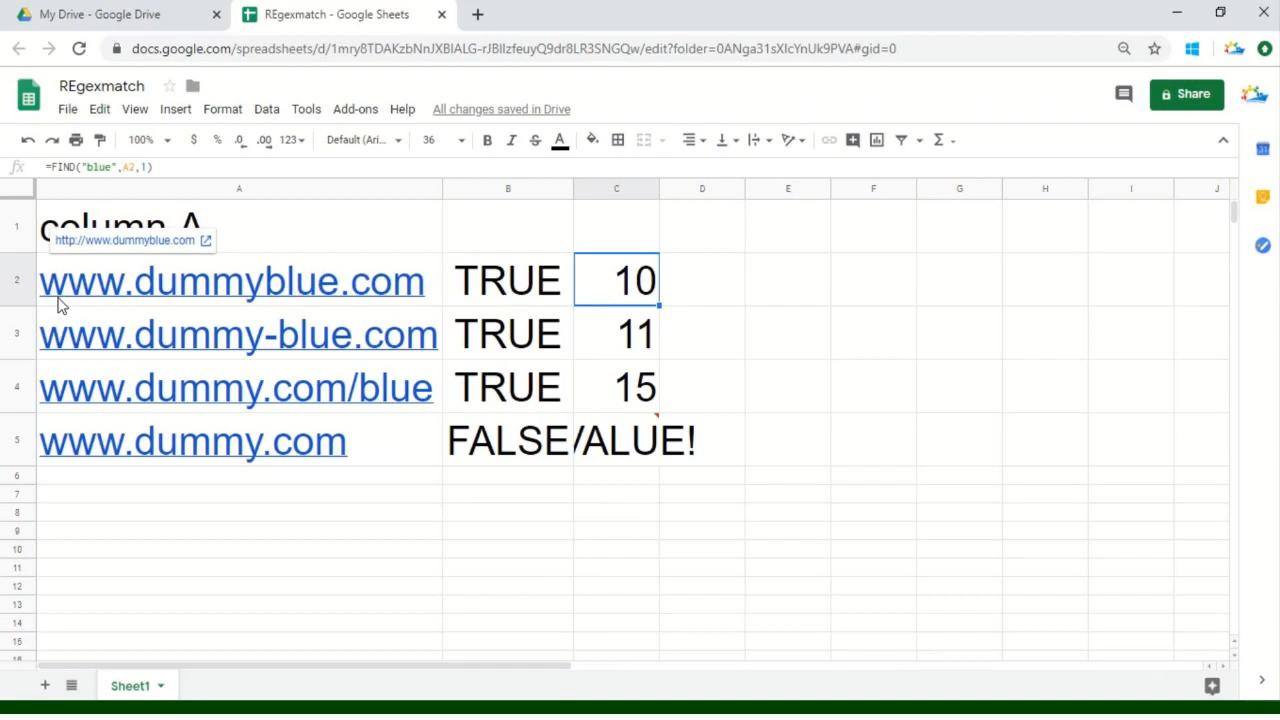 My Drive - Google Drive
REgexmatch - Google Sheets
docs.google.com/spreadsheets/d/1mry8TDAKzbNnJXBIALG-rJBIIzfeuyQ9dr8LR3SNGQw/edit?folder=0ANga31sXIcYnUk9PVA#gid=0
REgexmatch
File Edit View Insert Format Data Tools Add-ons Help All changes saved in Drive
Share
100% $ % .0 .00 123 Default (Ari... 36 B I S A Σ
fx =FIND("blue",A2,1)
A B C D E F G H I J
1 column A
http://www.dummyblue.com
2 www.dummyblue.com TRUE 10
3 www.dummy-blue.com TRUE 11
4 www.dummy.com/blue TRUE 15
5 www.dummy.com FALSE /ALUE!
6
7
8
9
10
11
12
13
14
15
Sheet1